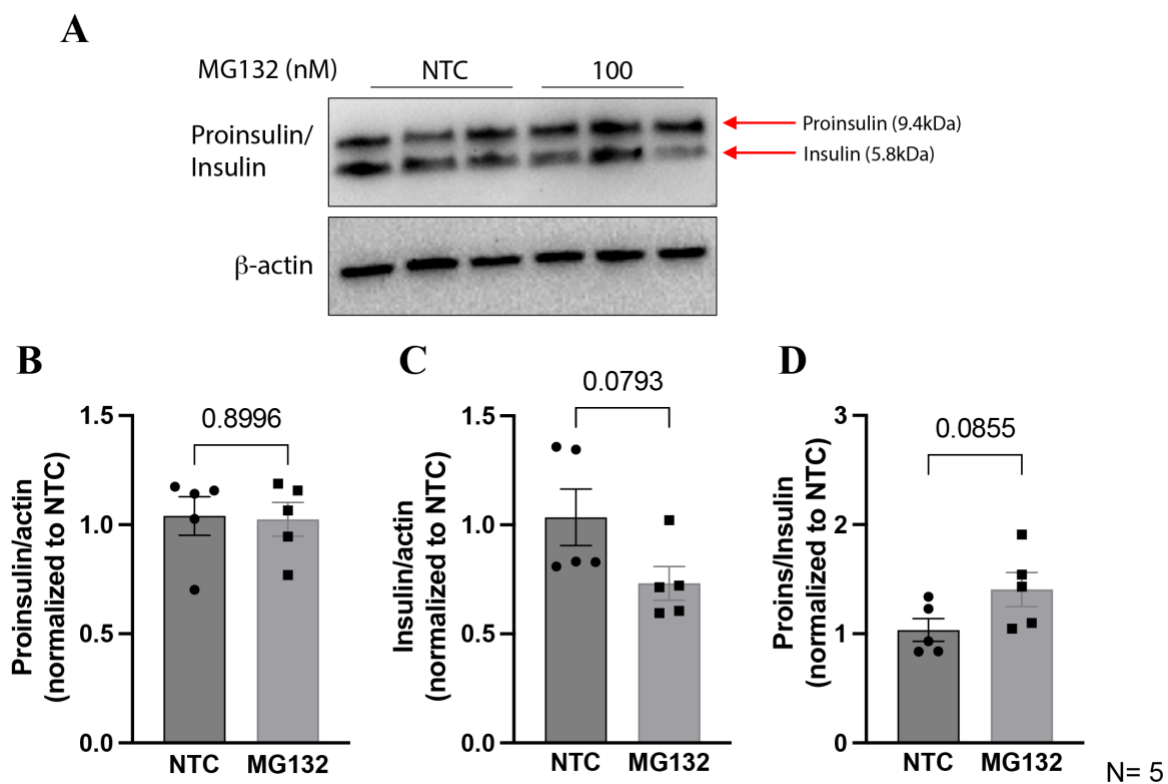 A
MG132 (nM) NTC 100
Proinsulin/
Insulin
Proinsulin (9.4kDa)
Insulin (5.8kDa)
β-actin
B
0.8996
1.5
1.0
0.5
0.0
Proinsulin/actin
(normalized to NTC)
NTC MG132
C
0.0793
1.5
1.0
0.5
0.0
Insulin/actin
(normalized to NTC)
NTC MG132
D
0.0855
3
2
1
0
Proins/Insulin
(normalized to NTC)
NTC MG132
N= 5